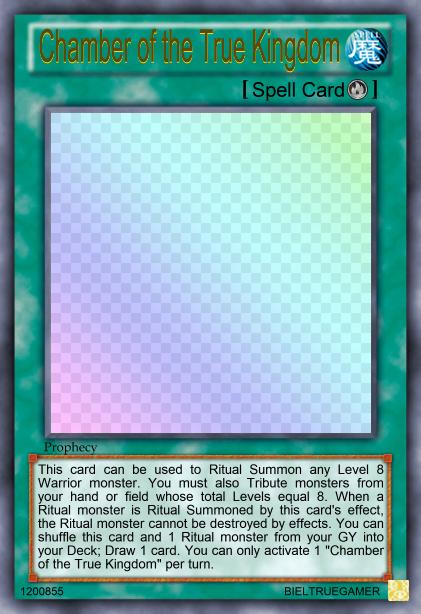 Chamber of the True Kingdom
SPELL
魔
[ Spell Card ]
Prophecy
This card can be used to Ritual Summon any Level 8
Warrior monster. You must also Tribute monsters from
your hand or field whose total Levels equal 8. When a
Ritual monster is Ritual Summoned by this card's effect,
the Ritual monster cannot be destroyed by effects. You can
shuffle this card and 1 Ritual monster from your GY into
your Deck; Draw 1 card. You can only activate 1 "Chamber
of the True Kingdom" per turn.
1200855
BIELTRUEGAMER